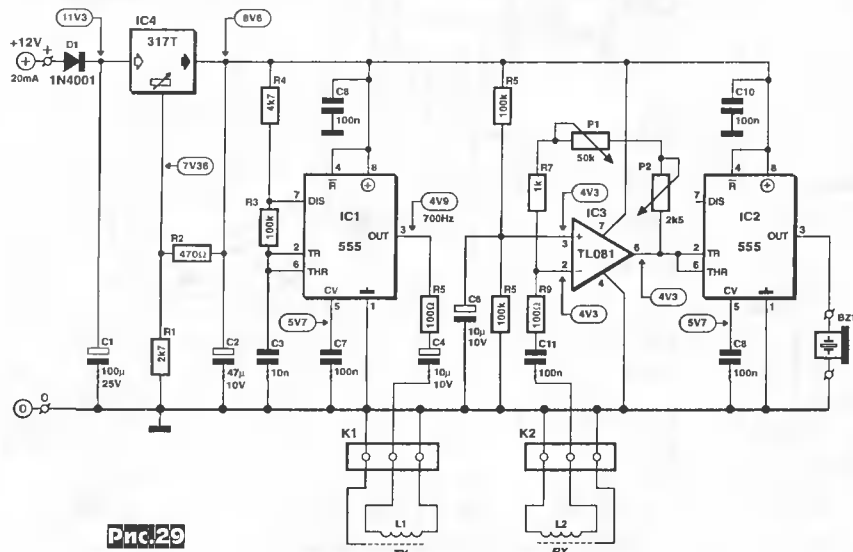 11V3
IC4
8V6
+12V
+
D1
317T
20mA
1N4001
R4
4k7
C8
100n
R5
100k
P1
50k
C10
100n
7V36
4
R̅
8
R7
1k
P2
2k5
4
R̅
8
7
DIS
IC1
4V9
700Hz
4V3
IC3
7
7
DIS
IC2
R3
100k
OUT
3
+
3
TL081
6
OUT
3
R2
470Ω
2
TR
555
2
TR
555
6
THR
2
−
4
6
THR
CV
5
1
R5
100Ω
C6
10µ
10V
R5
100k
R9
100Ω
4V3
4V3
CV
5
1
5V7
5V7
BZ1
R1
2k7
C1
100µ
25V
C2
47µ
10V
C3
10n
C7
100n
C4
10µ
10V
C11
100n
C8
100n
0
0
K1
K2
L1
L2
Рис.29
RX